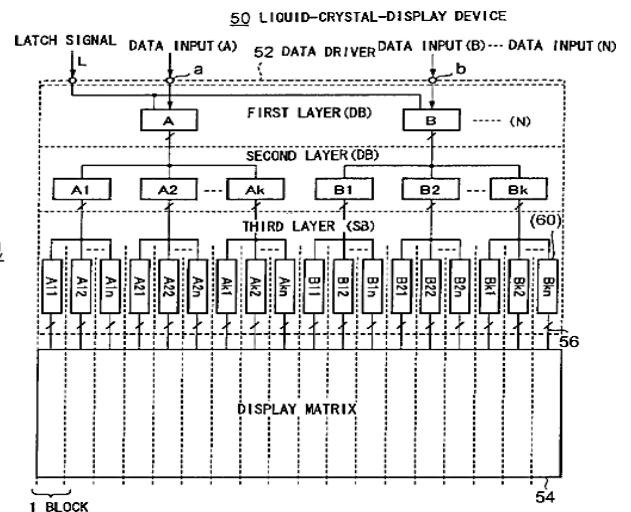 50 LIQUID-CRYSTAL-DISPLAY DEVICE
LATCH SIGNAL DATA INPUT(A) 52 DATA DRIVER DATA INPUT(B)--- DATA INPUT(N)
L a b
FIRST LAYER(DB)
A B ----- (N)
SECOND LAYER(DB)
A1 A2 --- Ak B1 B2 --- Bk
THIRD LAYER(SB)
(60)
A11 A12 A1n A21 A22 A2n Ak1 Ak2 Akn B11 B12 B1n B21 B22 B2n Bk1 Bk2 Bkn
56
DISPLAY MATRIX
54
1 BLOCK